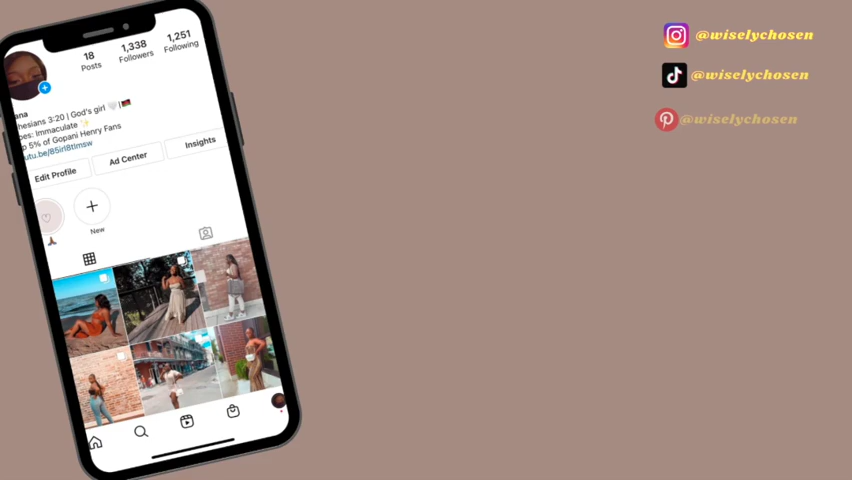 18 1,338 1,251
Posts Followers Following
ana
hesians 3:20 | God's girl 🤍 |🇲🇼
bes: Immaculate ✨
p 5% of Gopani Henry Fans
utu.be/85irl8tImsw
Edit Profile Ad Center Insights
New
@wiselychosen
@wiselychosen
@wiselychosen